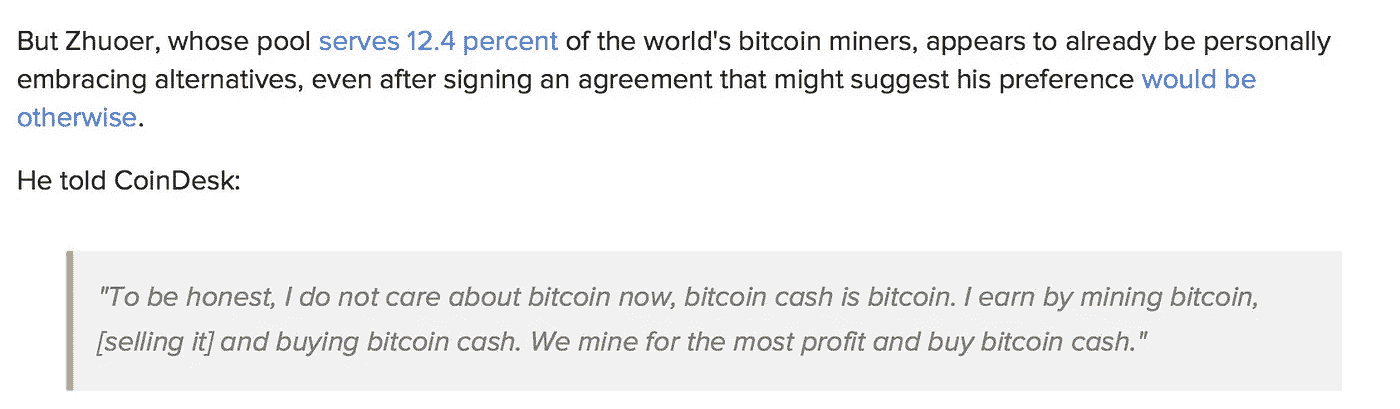 But Zhuoer, whose pool serves 12.4 percent of the world's bitcoin miners, appears to already be personally
embracing alternatives, even after signing an agreement that might suggest his preference would be
otherwise.
He told CoinDesk:
"To be honest, I do not care about bitcoin now, bitcoin cash is bitcoin. I earn by mining bitcoin,
[selling it] and buying bitcoin cash. We mine for the most profit and buy bitcoin cash."